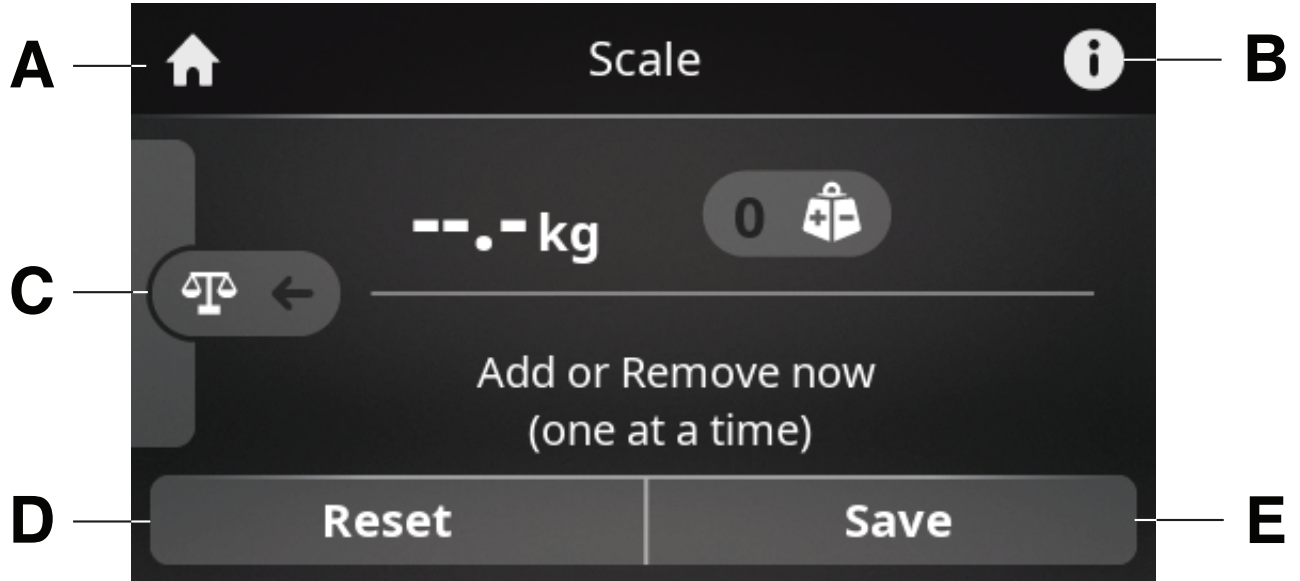 A
Scale
B
--.- kg
0
+ -
C
Add or Remove now
(one at a time)
D
Reset
Save
E